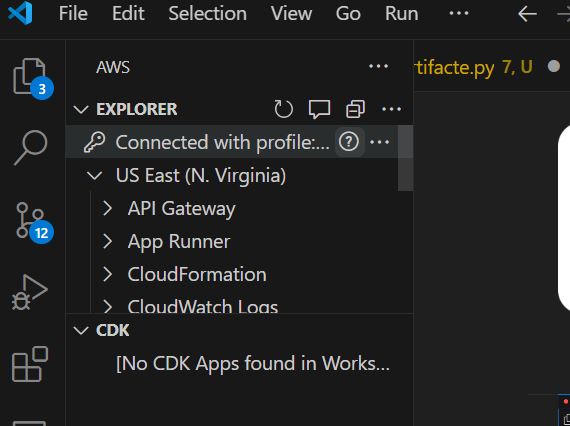 File Edit Selection View Go Run ···
3
AWS ···
rtifacte.py 7, U
EXPLORER ···
Connected with profile:... ···
US East (N. Virginia)
API Gateway
App Runner
CloudFormation
CloudWatch Logs
12
CDK
[No CDK Apps found in Works...